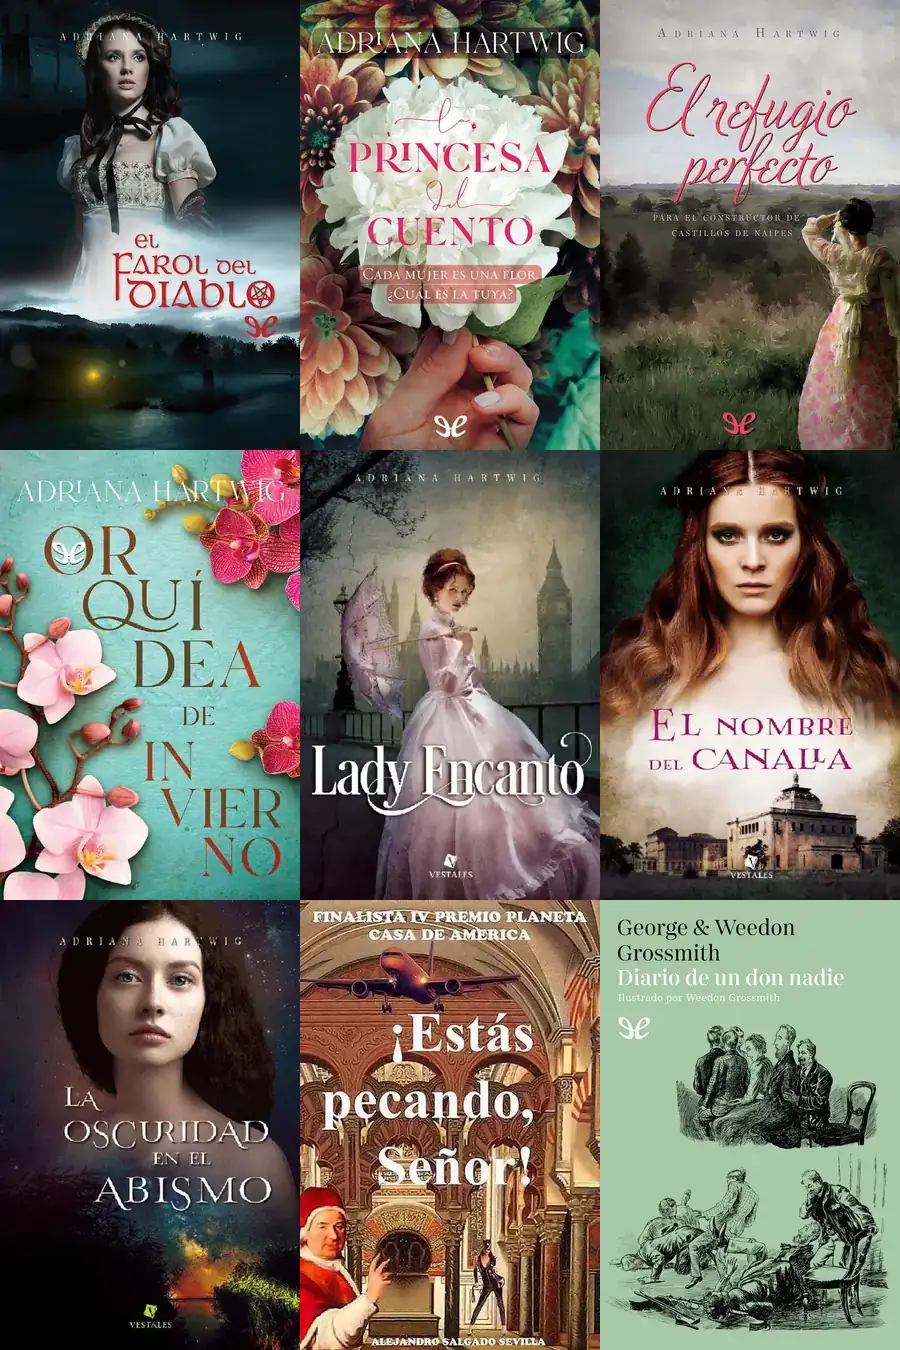 ADRIANA HARTWIG
EL
FAROL DEL
DIABLO
ADRIANA HARTWIG
la
PRINCESA
del
CUENTO
CADA MUJER ES UNA FLOR
¿CUÁL ES LA TUYA?
ADRIANA HARTWIG
El refugio
perfecto
PARA EL CONSTRUCTOR DE
CASTILLOS DE NAIPES
ADRIANA HARTWIG
OR
QUÍ
DEA
DE
IN
VIER
NO
ADRIANA HARTWIG
Lady Encanto
VESTALES
ADRIANA HARTWIG
EL NOMBRE
DEL CANALLA
VESTALES
ADRIANA HARTWIG
LA
OSCURIDAD
EN EL
ABISMO
VESTALES
FINALISTA IV PREMIO PLANETA
CASA DE AMERICA
¡Estás
pecando,
Señor!
ALEJANDRO SALGADO SEVILLA
George & Weedon
Grossmith
Diario de un don nadie
Ilustrado por Weedon Grossmith